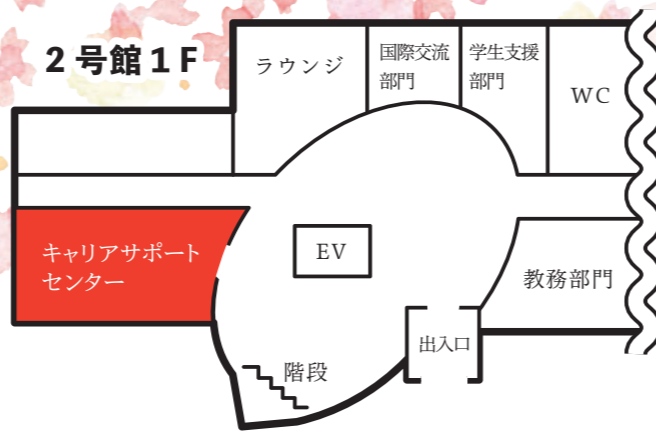 2号館1F
ラウンジ
国際交流
部門
学生支援
部門
WC
キャリアサポート
センター
EV
教務部門
出入口
階段